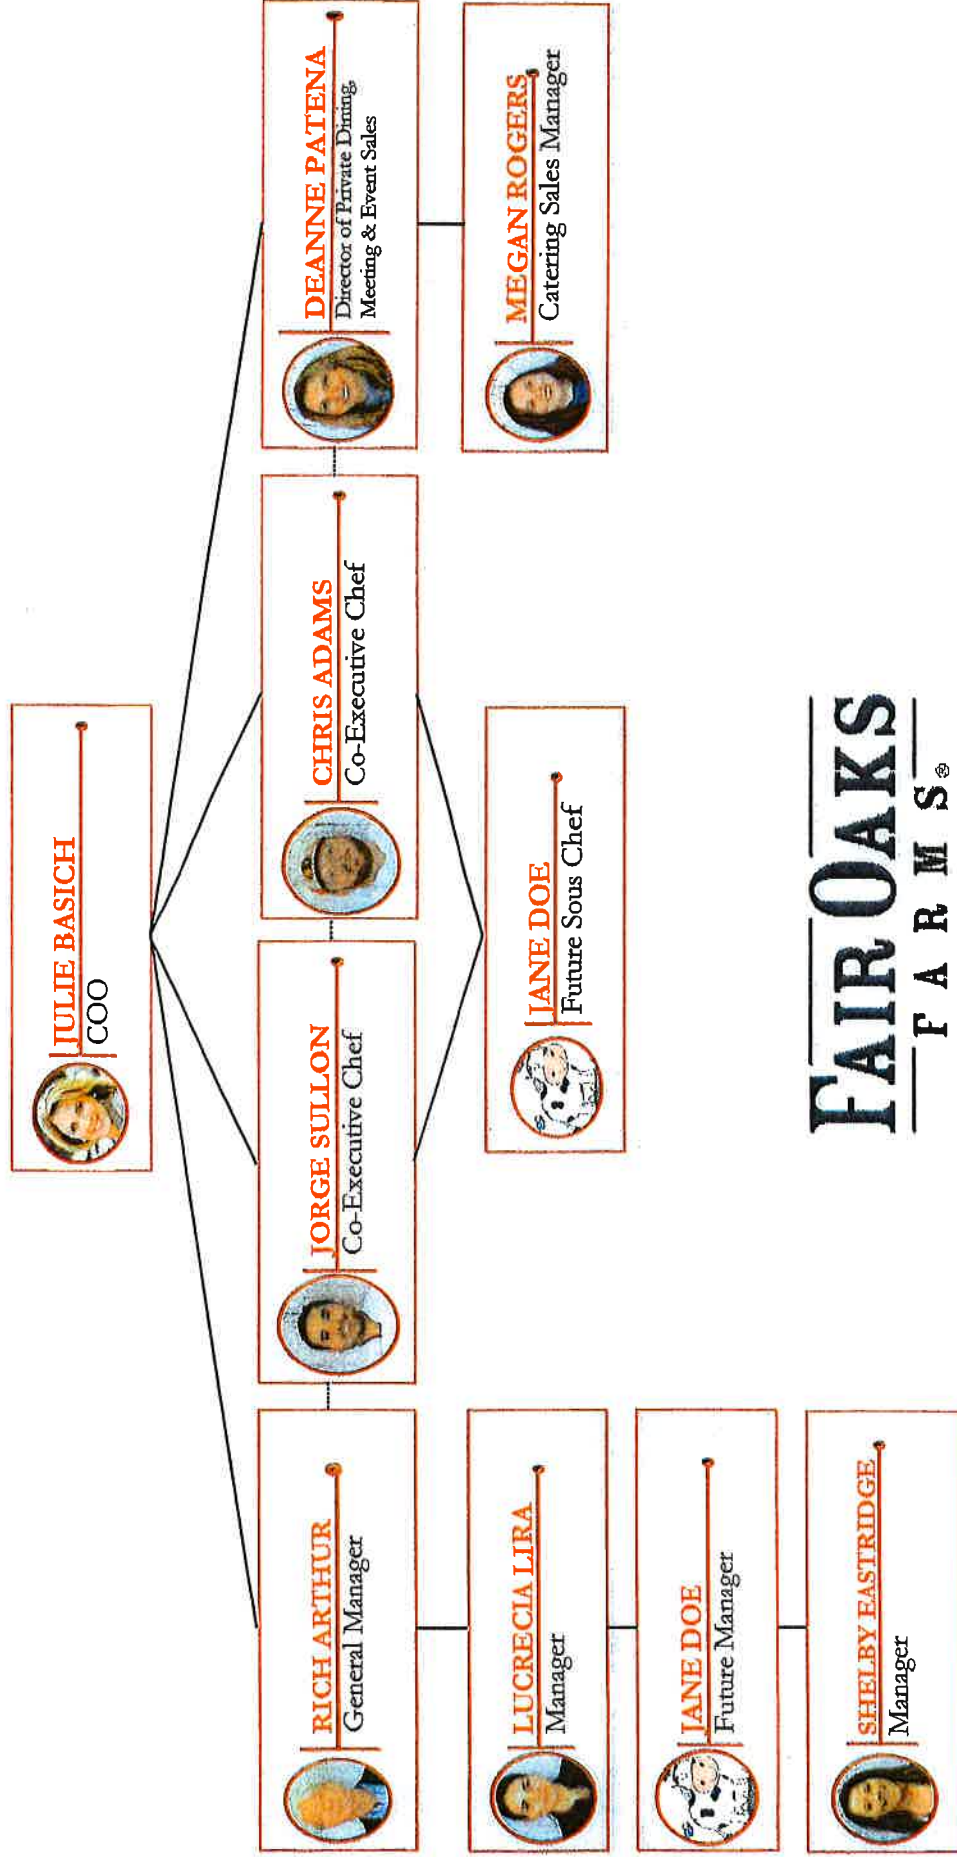 JULIE BASICH
COO
RICH ARTHUR
General Manager
JORGE SULLON
Co-Executive Chef
CHRIS ADAMS
Co-Executive Chef
DEANNE PATENA
Director of Private Dining,
Meeting & Event Sales
LUCRECIA LIRA
Manager
JANE DOE
Future Sous Chef
MEGAN ROGERS
Catering Sales Manager
JANE DOE
Future Manager
SHELBY EASTRIDGE
Manager
FAIR OAKS
FARMS®